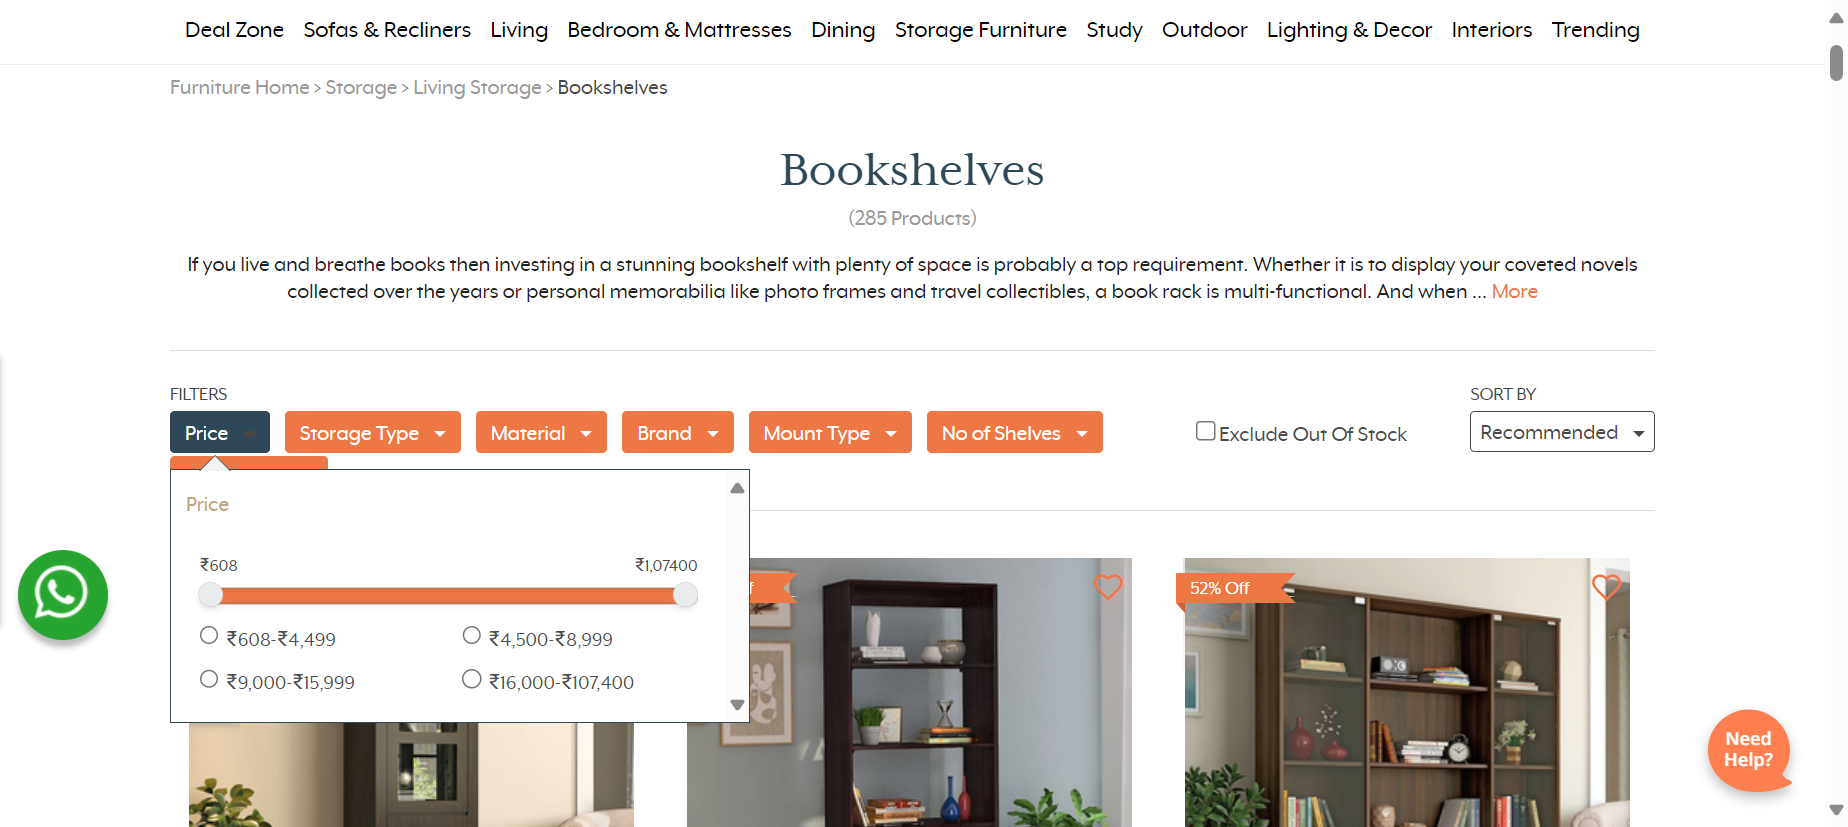 Deal Zone Sofas & Recliners Living Bedroom & Mattresses Dining Storage Furniture Study Outdoor Lighting & Decor Interiors Trending
Furniture Home > Storage > Living Storage > Bookshelves
Bookshelves
(285 Products)
If you live and breathe books then investing in a stunning bookshelf with plenty of space is probably a top requirement. Whether it is to display your coveted novels
collected over the years or personal memorabilia like photo frames and travel collectibles, a book rack is multi-functional. And when ... More
FILTERS
SORT BY
Price Storage Type Material Brand Mount Type No of Shelves Exclude Out Of Stock Recommended
Price
₹608 ₹1,07400
52% Off
₹608-₹4,499 ₹4,500-₹8,999
₹9,000-₹15,999 ₹16,000-₹107,400
Need
Help?